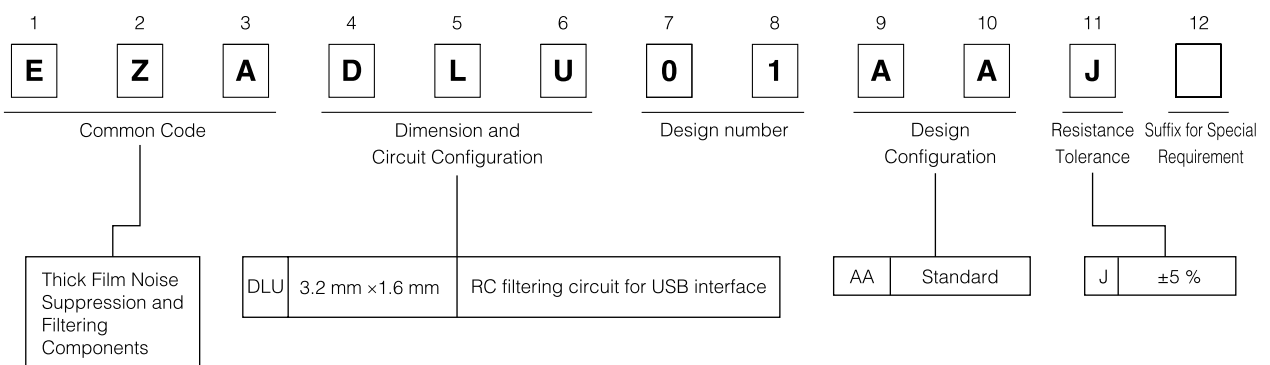 1 2 3 4 5 6 7 8 9 10 11 12
E Z A D L U 0 1 A A J
Common Code
Dimension and
Circuit Configuration
Design number
Design
Configuration
Resistance
Tolerance
Suffix for Special
Requirement
Thick Film Noise
Suppression and
Filtering
Components
DLU 3.2 mm ×1.6 mm RC filtering circuit for USB interface
AA Standard
J ±5 %